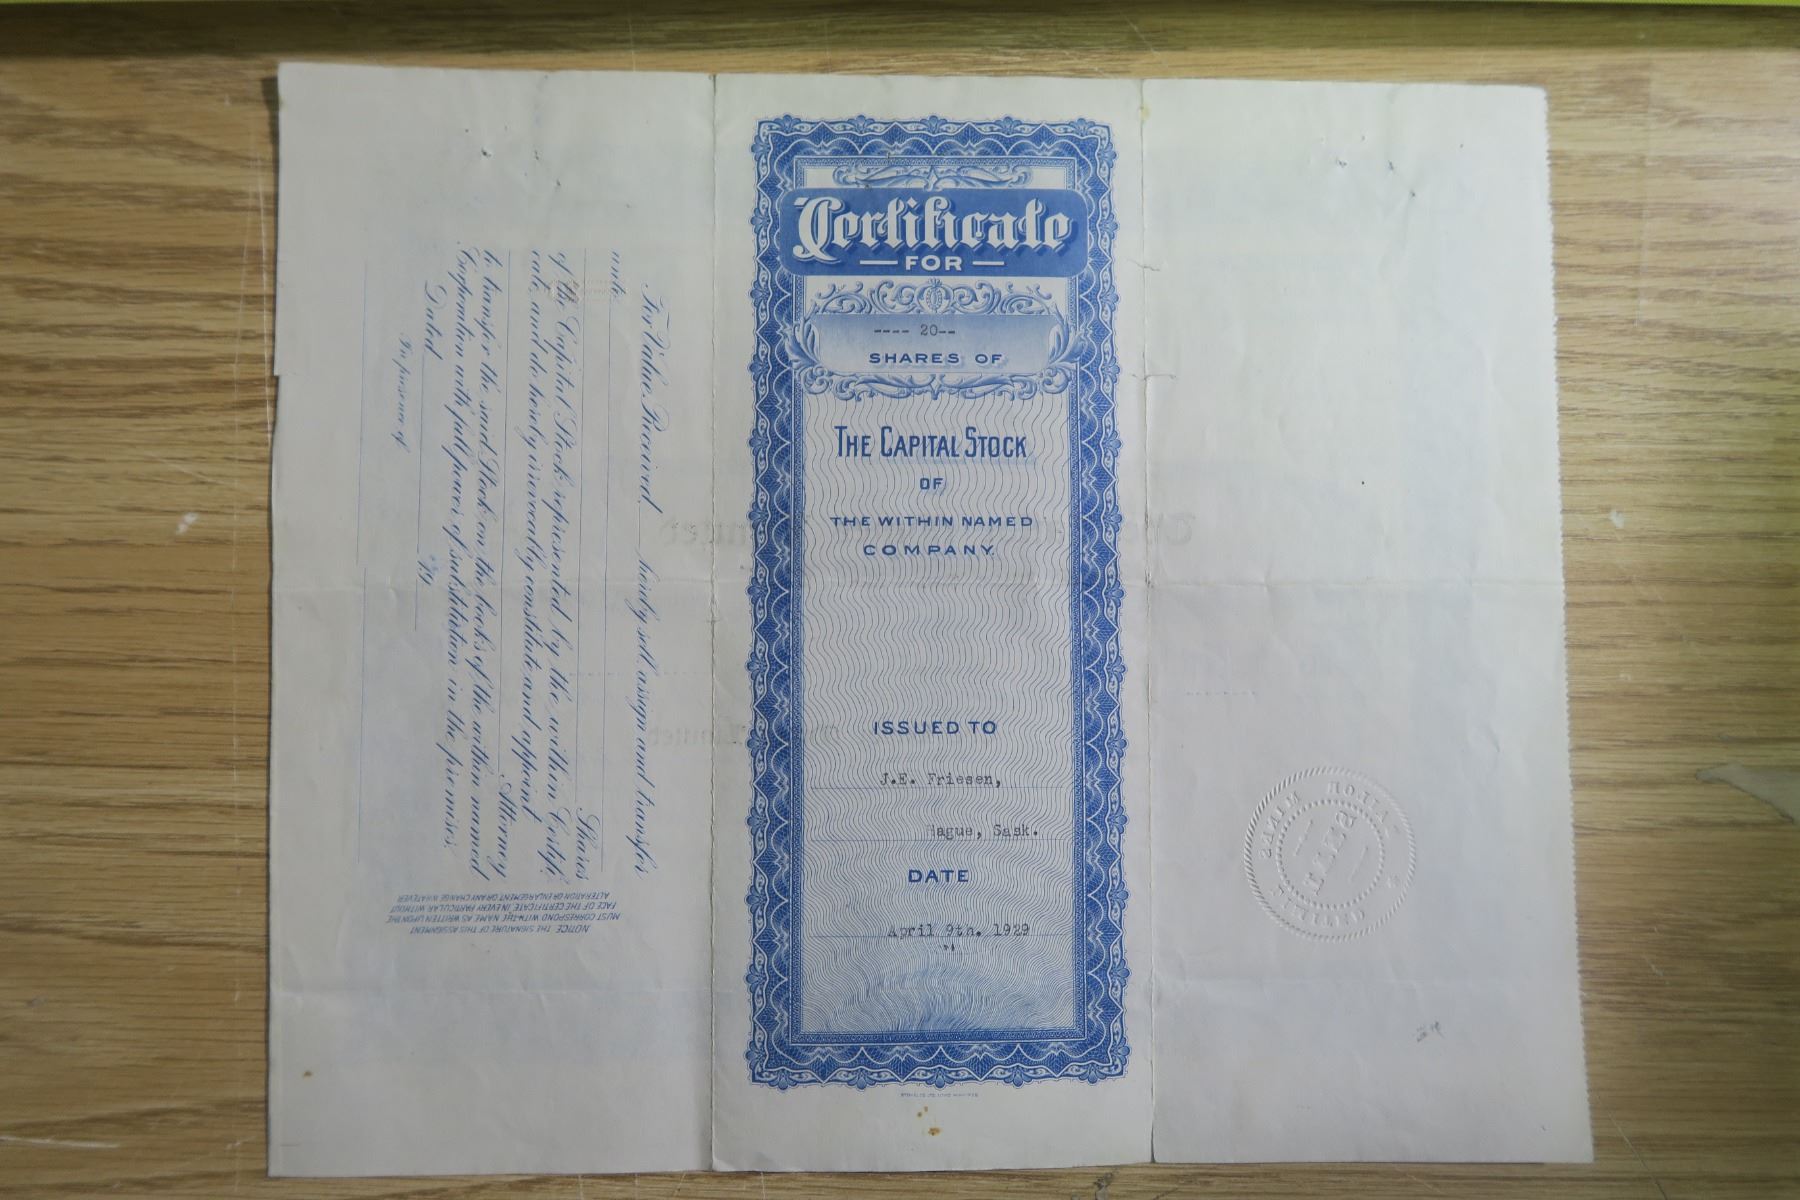 Certificate
FOR
---- 20--
SHARES OF
THE CAPITAL STOCK
OF
THE WITHIN NAMED
COMPANY.
ISSUED TO
J.E. Friesen,
Hague, Sask.
DATE
April 9th. 1929
For Value Received hereby sell, assign and transfer
unto
Shares
of the Capital Stock represented by the within Certifi-
cate, and do hereby irrevocably constitute and appoint
Attorney
to transfer the said Stock on the books of the within named
Corporation with full power of substitution in the premises.
Dated 19
In presence of
NOTICE THE SIGNATURE OF THIS ASSIGNMENT
MUST CORRESPOND WITH THE NAME AS WRITTEN UPON THE
FACE OF THE CERTIFICATE IN EVERY PARTICULAR WITHOUT
ALTERATION OR ENLARGEMENT OR ANY CHANGE WHATEVER
MINES
LIMITED